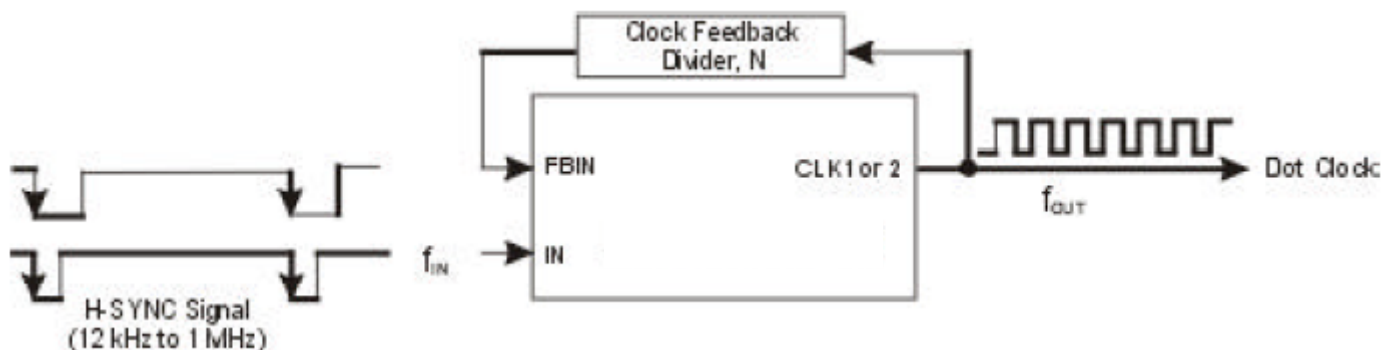 Clock Feedback
Divider, N
FBIN
CLK1 or 2
Dot Clock
fOUT
fIN
IN
H-SYNC Signal
(12 kHz to 1 MHz)